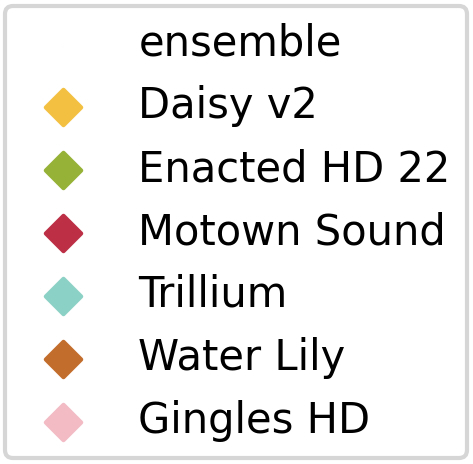 ensemble
Daisy v2
Enacted HD 22
Motown Sound
Trillium
Water Lily
Gingles HD